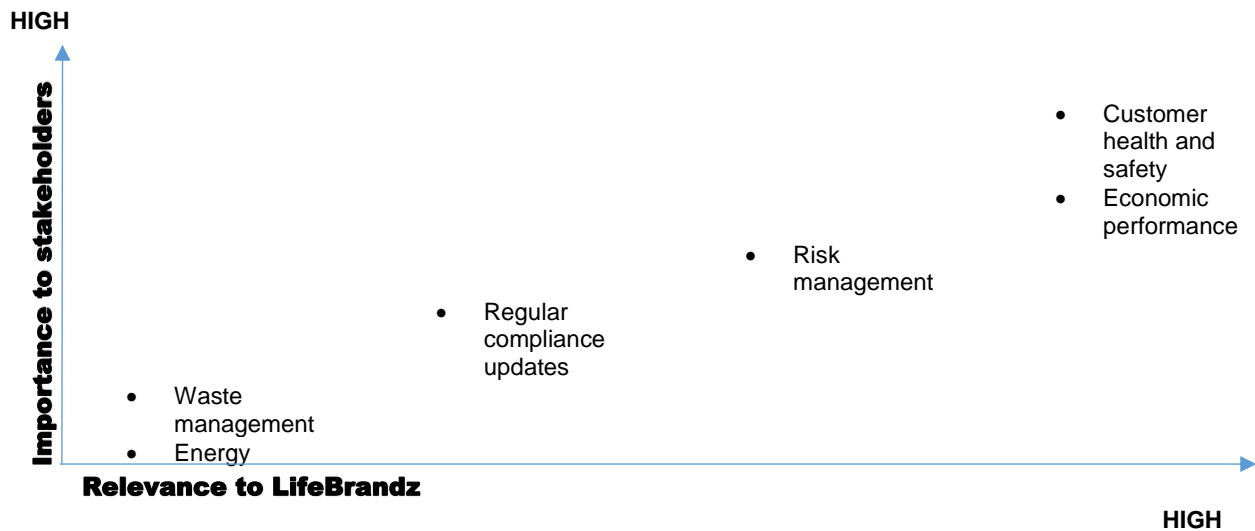 HIGH
Importance to stakeholders
• Customer
health and
safety
• Economic
performance
• Risk
management
• Regular
compliance
updates
• Waste
management
• Energy
Relevance to LifeBrandz
HIGH